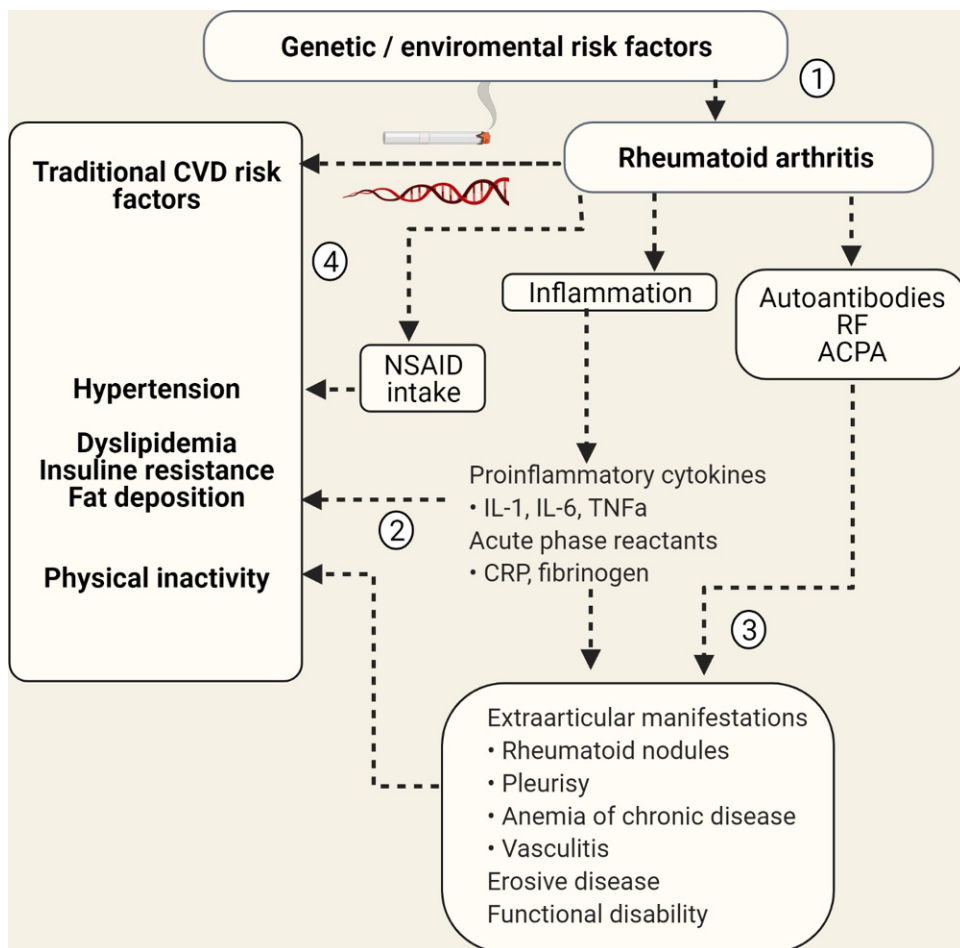 Genetic / enviromental risk factors
1
Rheumatoid arthritis
Traditional CVD risk
factors
4
Inflammation
Autoantibodies
RF
ACPA
NSAID
intake
Hypertension
Dyslipidemia
Insuline resistance
Fat deposition
2
Proinflammatory cytokines
• IL-1, IL-6, TNFa
Acute phase reactants
• CRP, fibrinogen
Physical inactivity
3
Extraarticular manifestations
• Rheumatoid nodules
• Pleurisy
• Anemia of chronic disease
• Vasculitis
Erosive disease
Functional disability